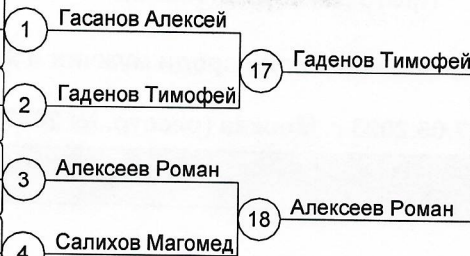 1 Гасанов Алексей
17 Гаденов Тимофей
2 Гаденов Тимофей
3 Алексеев Роман
18 Алексеев Роман
4 Салихов Магомед